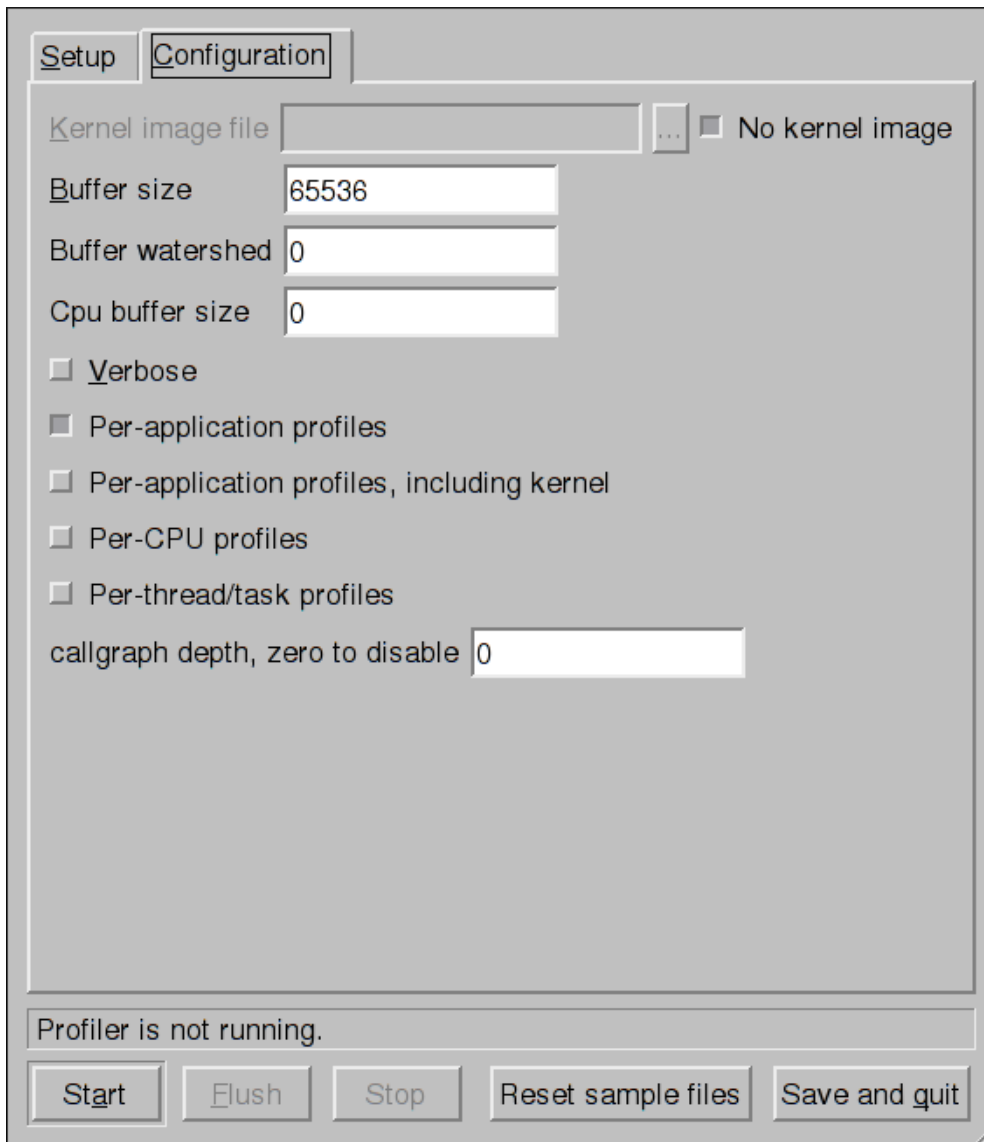 Setup Configuration
Kernel image file ... No kernel image
Buffer size 65536
Buffer watershed 0
Cpu buffer size 0
Verbose
Per-application profiles
Per-application profiles, including kernel
Per-CPU profiles
Per-thread/task profiles
callgraph depth, zero to disable 0
Profiler is not running.
Start Flush Stop Reset sample files Save and quit